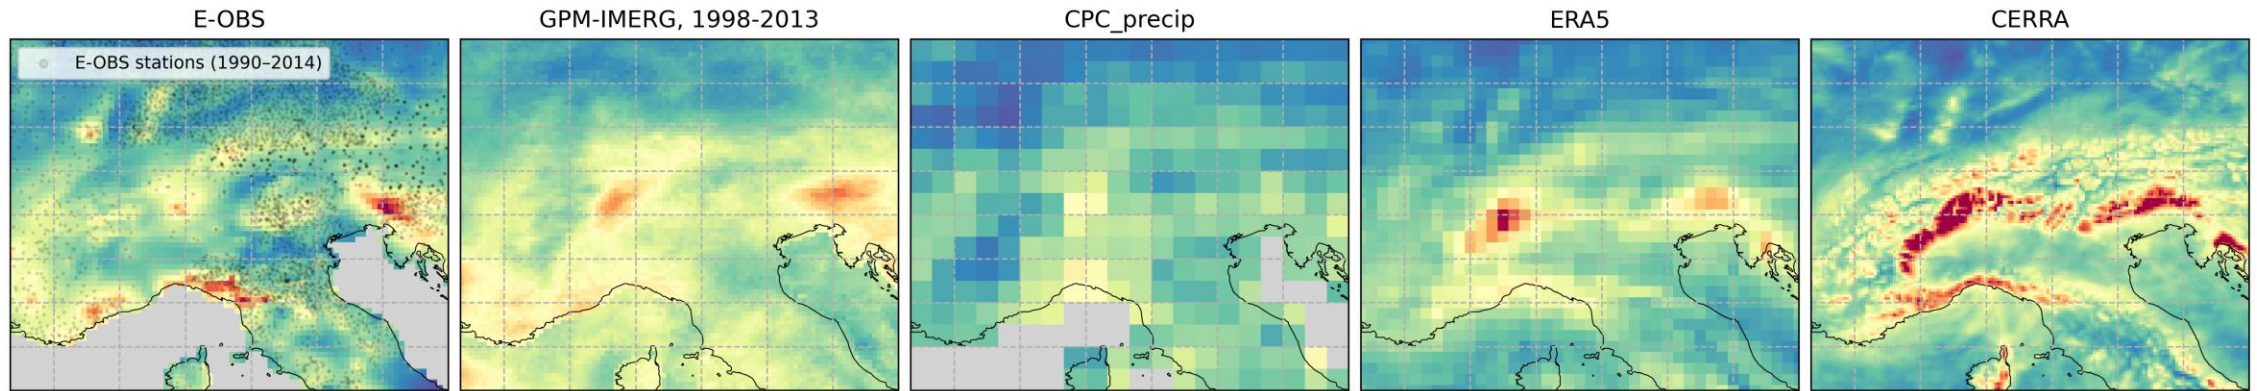 E-OBS
GPM-IMERG, 1998-2013
CPC_precip
ERA5
CERRA
E-OBS stations (1990–2014)